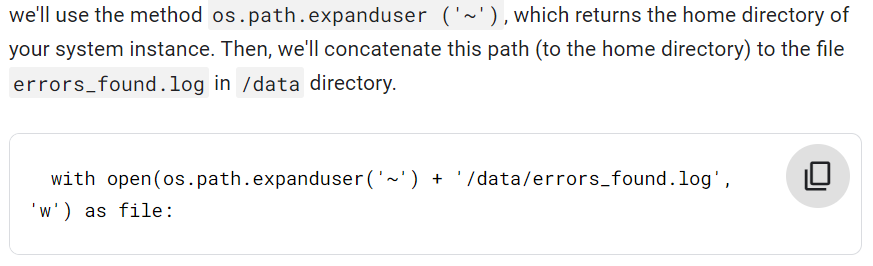 we'll use the method os.path.expanduser ('~'), which returns the home directory of
your system instance. Then, we'll concatenate this path (to the home directory) to the file
errors_found.log in /data directory.
with open(os.path.expanduser('~') + '/data/errors_found.log',
'w') as file: